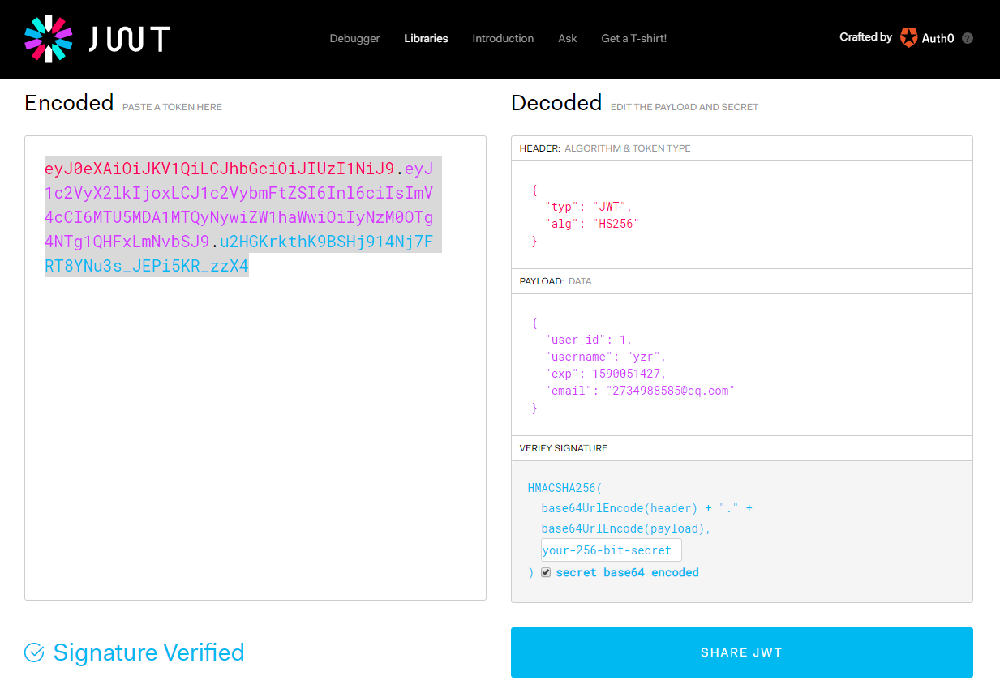 JWT
Debugger Libraries Introduction Ask Get a T-shirt!
Crafted by Auth0 ?
Encoded PASTE A TOKEN HERE
eyJ0eXAiOiJKV1QiLCJhbGciOiJIUzI1NiJ9.eyJ
1c2VyX2lkIjoxLCJ1c2VybmFtZSI6Inl6ciIsImV
4cCI6MTU5MDA1MTQyNywiZW1haWwiOiIyNzM0OTg
4NTg1QHFxLmNvbSJ9.u2HGKrkthK9BSHj914Nj7F
RT8YNu3s_JEPi5KR_zzX4
Signature Verified
Decoded EDIT THE PAYLOAD AND SECRET
HEADER: ALGORITHM & TOKEN TYPE
{
"typ": "JWT",
"alg": "HS256"
}
PAYLOAD: DATA
{
"user_id": 1,
"username": "yzr",
"exp": 1590051427,
"email": "2734988585@qq.com"
}
VERIFY SIGNATURE
HMACSHA256(
base64UrlEncode(header) + "." +
base64UrlEncode(payload),
your-256-bit-secret
) secret base64 encoded
SHARE JWT